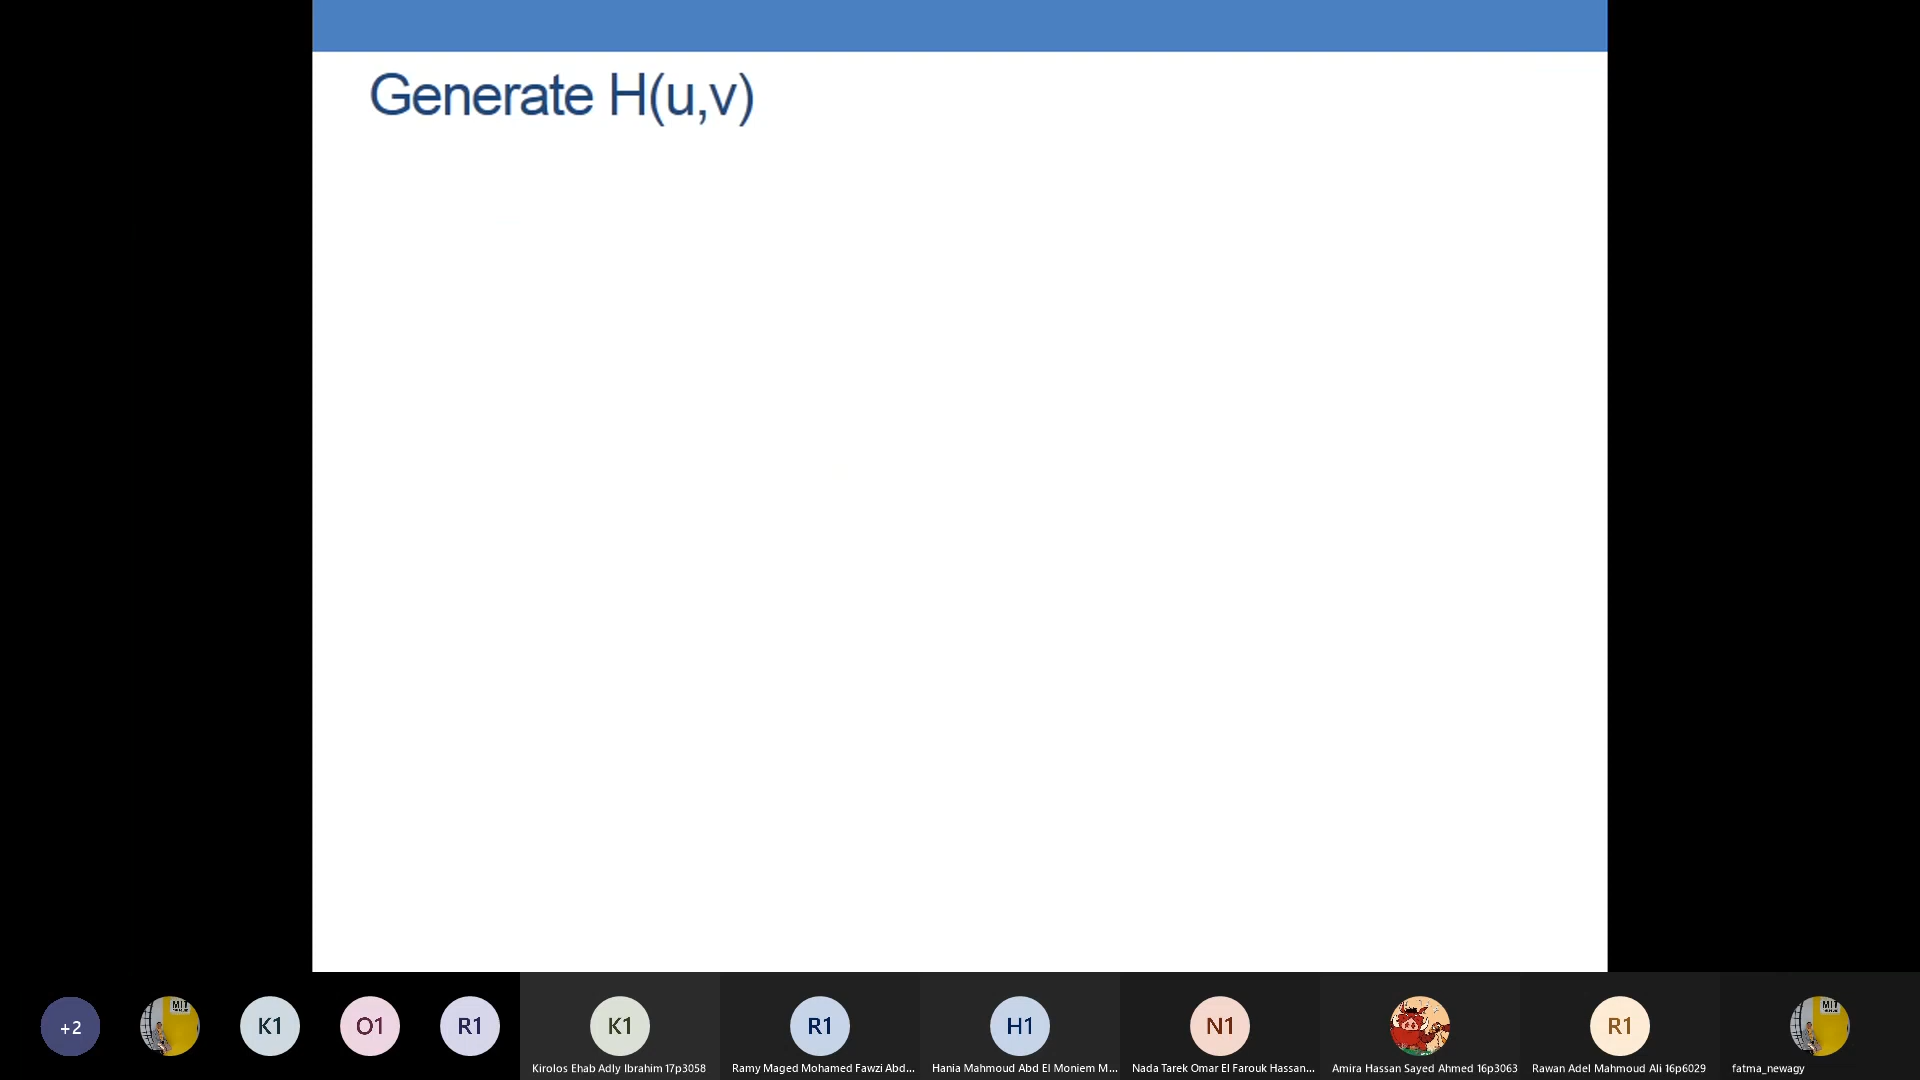 Generate H(u,v)
+2
MIT
K1
O1
R1
K1
R1
H1
N1
R1
MIT
Kirolos Ehab Adly Ibrahim 17p3058
Ramy Maged Mohamed Fawzi Abd...
Hania Mahmoud Abd El Moniem M...
Nada Tarek Omar El Farouk Hassan...
Amira Hassan Sayed Ahmed 16p3063
Rawan Adel Mahmoud Ali 16p6029
fatma_newagy